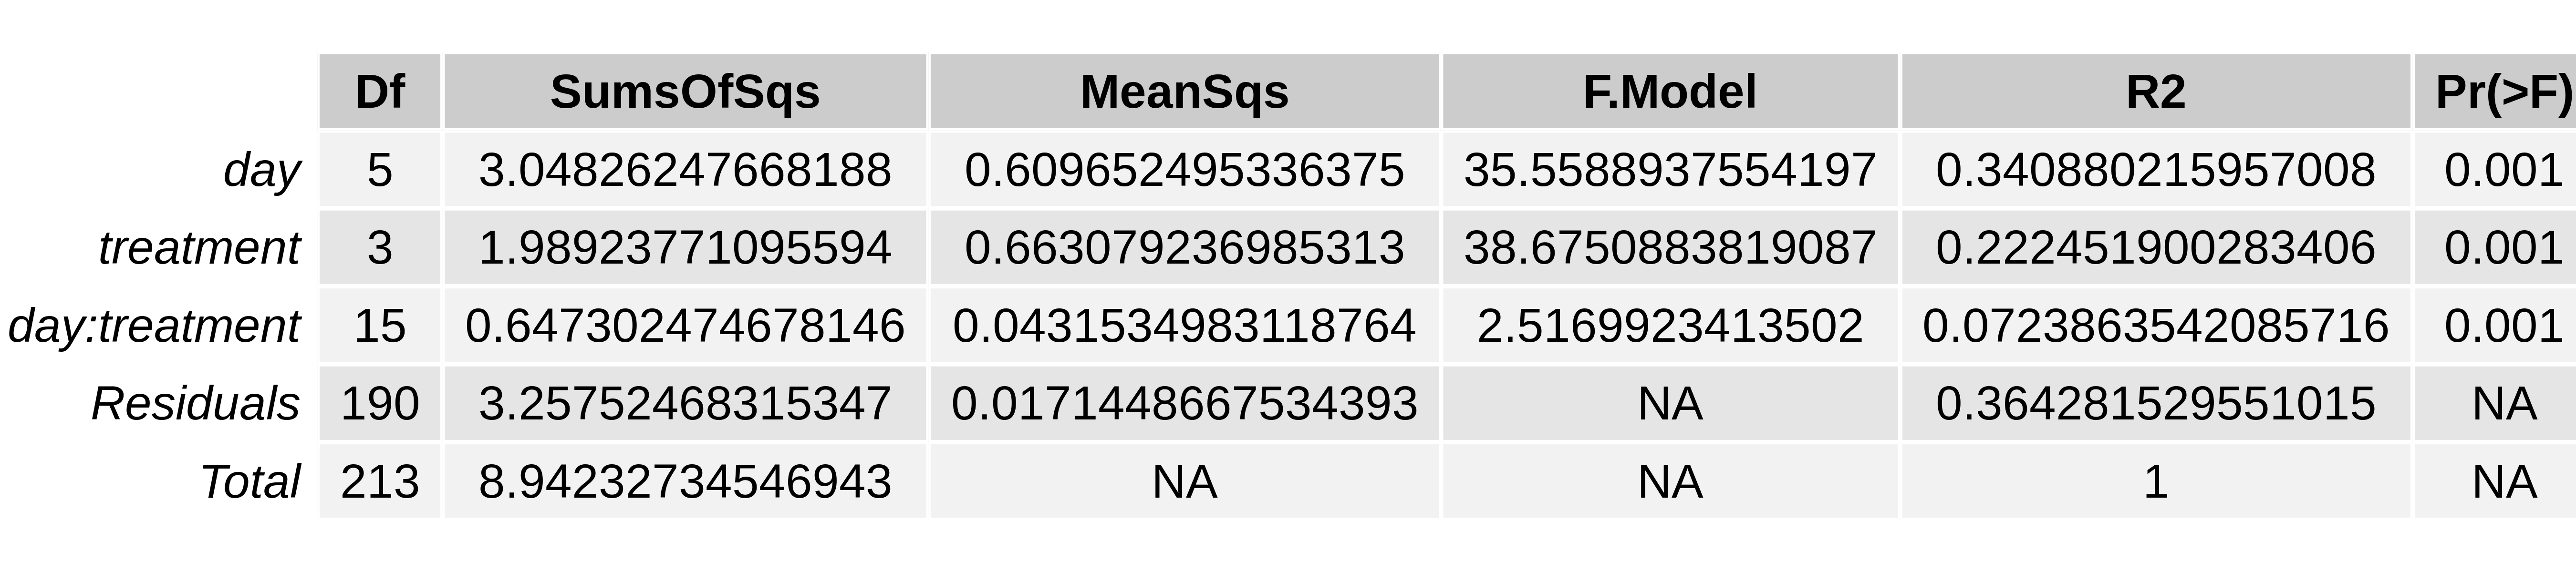 Df SumsOfSqs MeanSqs F.Model R2 Pr(>F)
day 5 3.04826247668188 0.609652495336375 35.5588937554197 0.340880215957008 0.001
treatment 3 1.98923771095594 0.663079236985313 38.6750883819087 0.222451900283406 0.001
day:treatment 15 0.647302474678146 0.0431534983118764 2.5169923413502 0.0723863542085716 0.001
Residuals 190 3.25752468315347 0.0171448667534393 NA 0.364281529551015 NA
Total 213 8.94232734546943 NA NA 1 NA